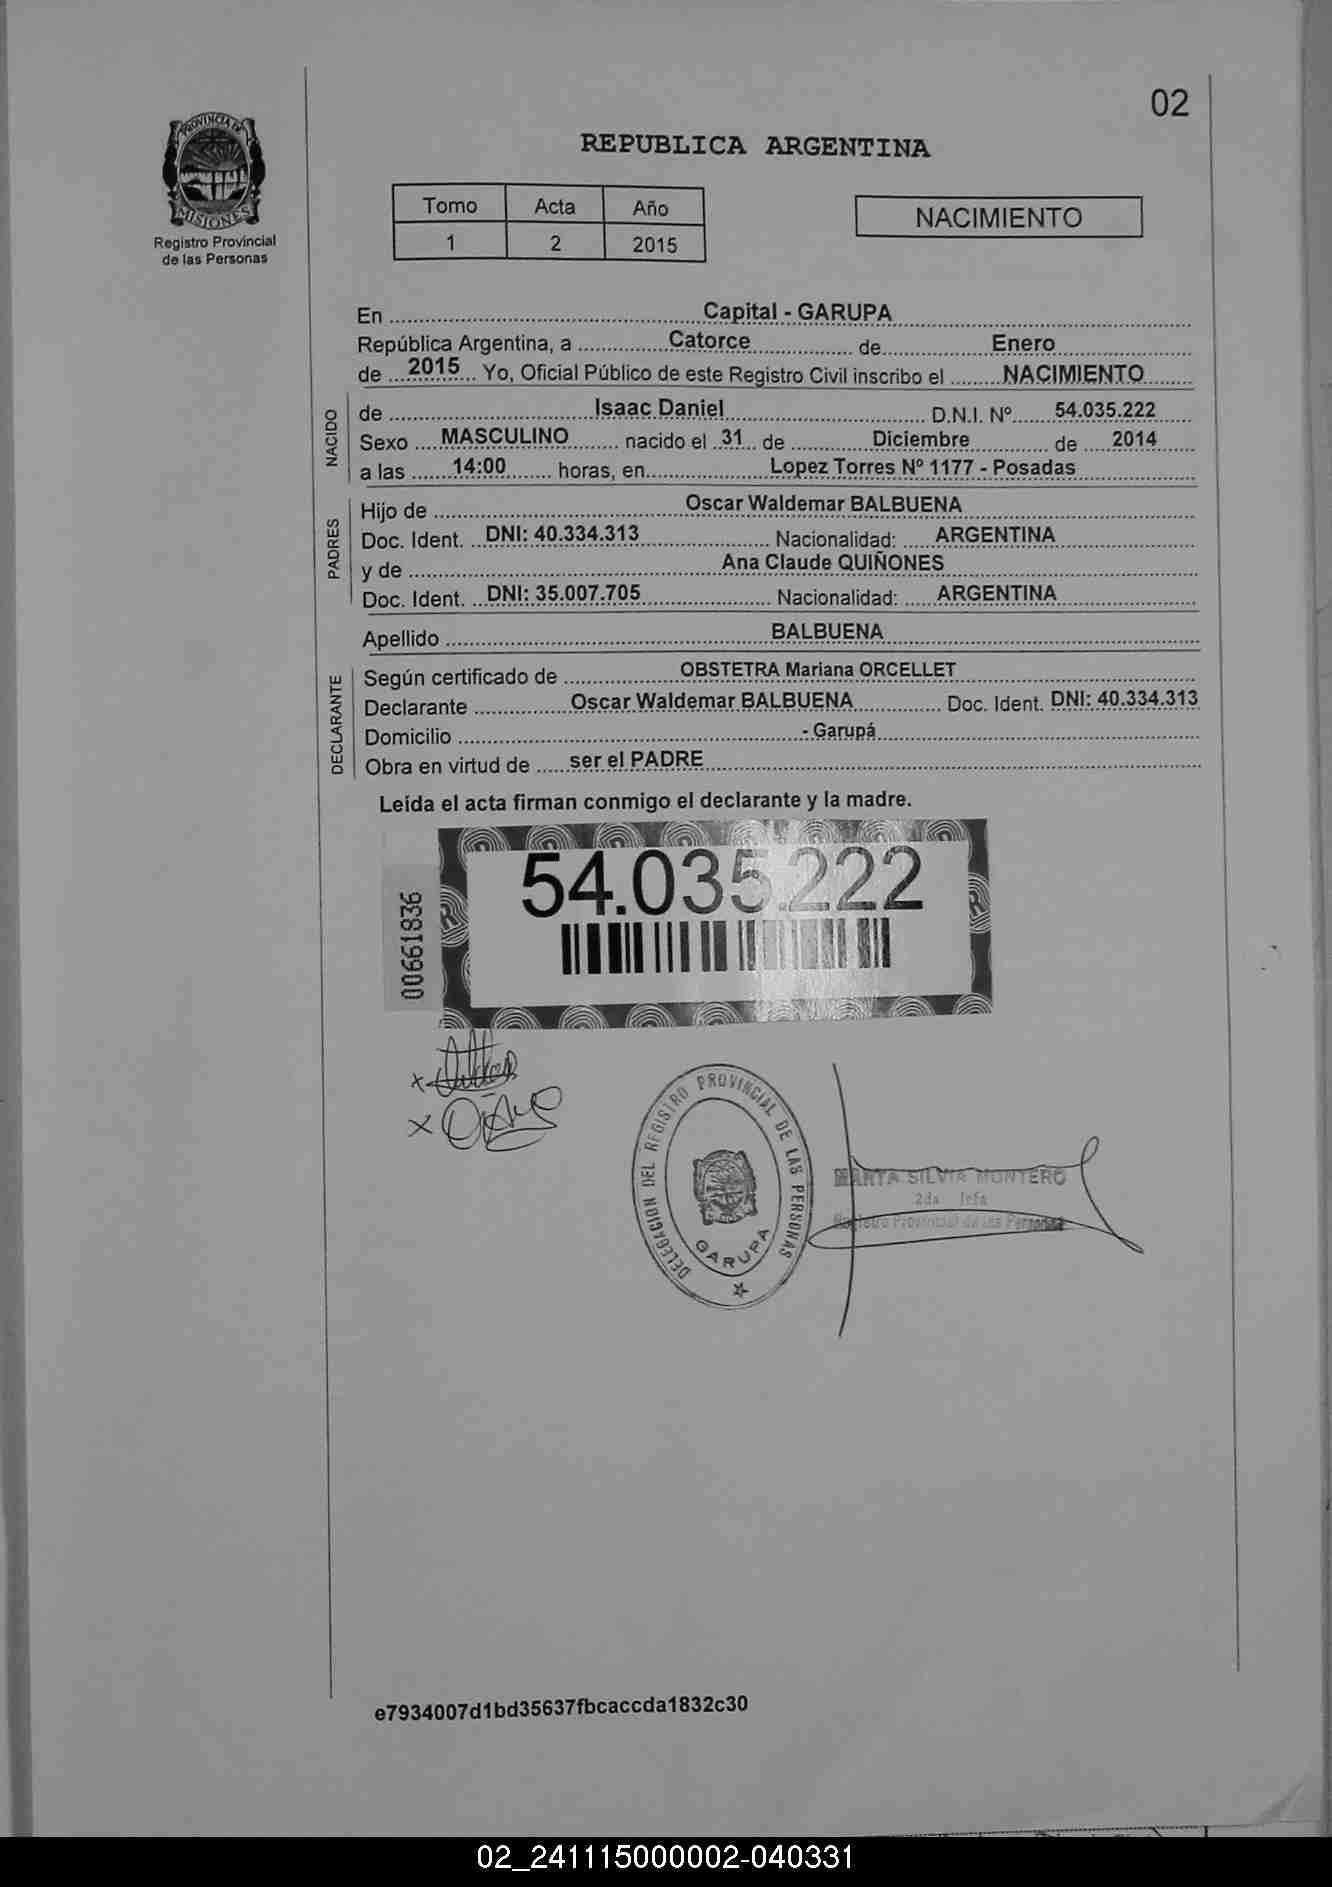 02
PROVINCIA DE
MISIONES
Registro Provincial
de las Personas
REPUBLICA ARGENTINA
Tomo Acta Año
1 2 2015
NACIMIENTO
En ........ Capital - GARUPA ........
República Argentina, a ........ Catorce ........ de ........ Enero ........
de .... 2015 .... Yo, Oficial Público de este Registro Civil inscribo el ........ NACIMIENTO ........
NACIDO
de ........ Isaac Daniel ........ D.N.I. Nº ........ 54.035.222 ........
Sexo .... MASCULINO ........ nacido el .. 31 .. de ........ Diciembre ........ de .... 2014 ....
a las ...... 14:00 ...... horas, en ........ Lopez Torres Nº 1177 - Posadas ........
PADRES
Hijo de ........ Oscar Waldemar BALBUENA ........
Doc. Ident. .. DNI: 40.334.313 ........ Nacionalidad: .... ARGENTINA ........
y de ........ Ana Claude QUIÑONES ........
Doc. Ident. .. DNI: 35.007.705 ........ Nacionalidad: .... ARGENTINA ........
Apellido ........ BALBUENA ........
DECLARANTE
Según certificado de ........ OBSTETRA Mariana ORCELLET
Declarante ........ Oscar Waldemar BALBUENA ........ Doc. Ident. DNI: 40.334.313
Domicilio ........ - Garupá ........
Obra en virtud de .... ser el PADRE ........
Leída el acta firman conmigo el declarante y la madre.
00661836
54.035.222
DELEGACION DEL REGISTRO PROVINCIAL DE LAS PERSONAS
GARUPA
MARTA SILVIA MONTERO
2da Jefa
Registro Provincial de las Personas
e7934007d1bd35637fbcaccda1832c30
02_241115000002-040331